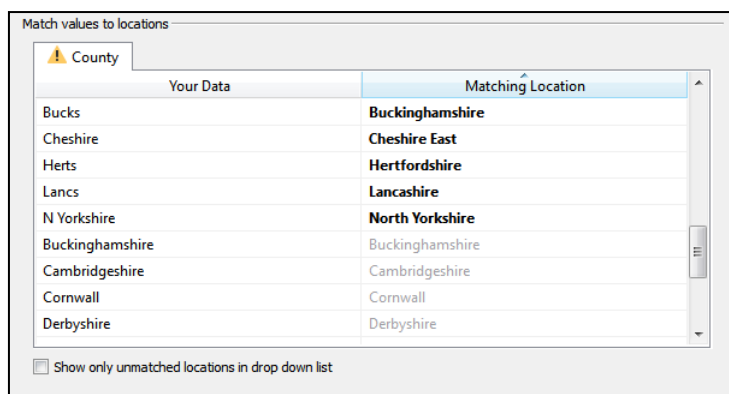 Match values to locations
County
Your Data Matching Location
Bucks Buckinghamshire
Cheshire Cheshire East
Herts Hertfordshire
Lancs Lancashire
N Yorkshire North Yorkshire
Buckinghamshire Buckinghamshire
Cambridgeshire Cambridgeshire
Cornwall Cornwall
Derbyshire Derbyshire
Show only unmatched locations in drop down list